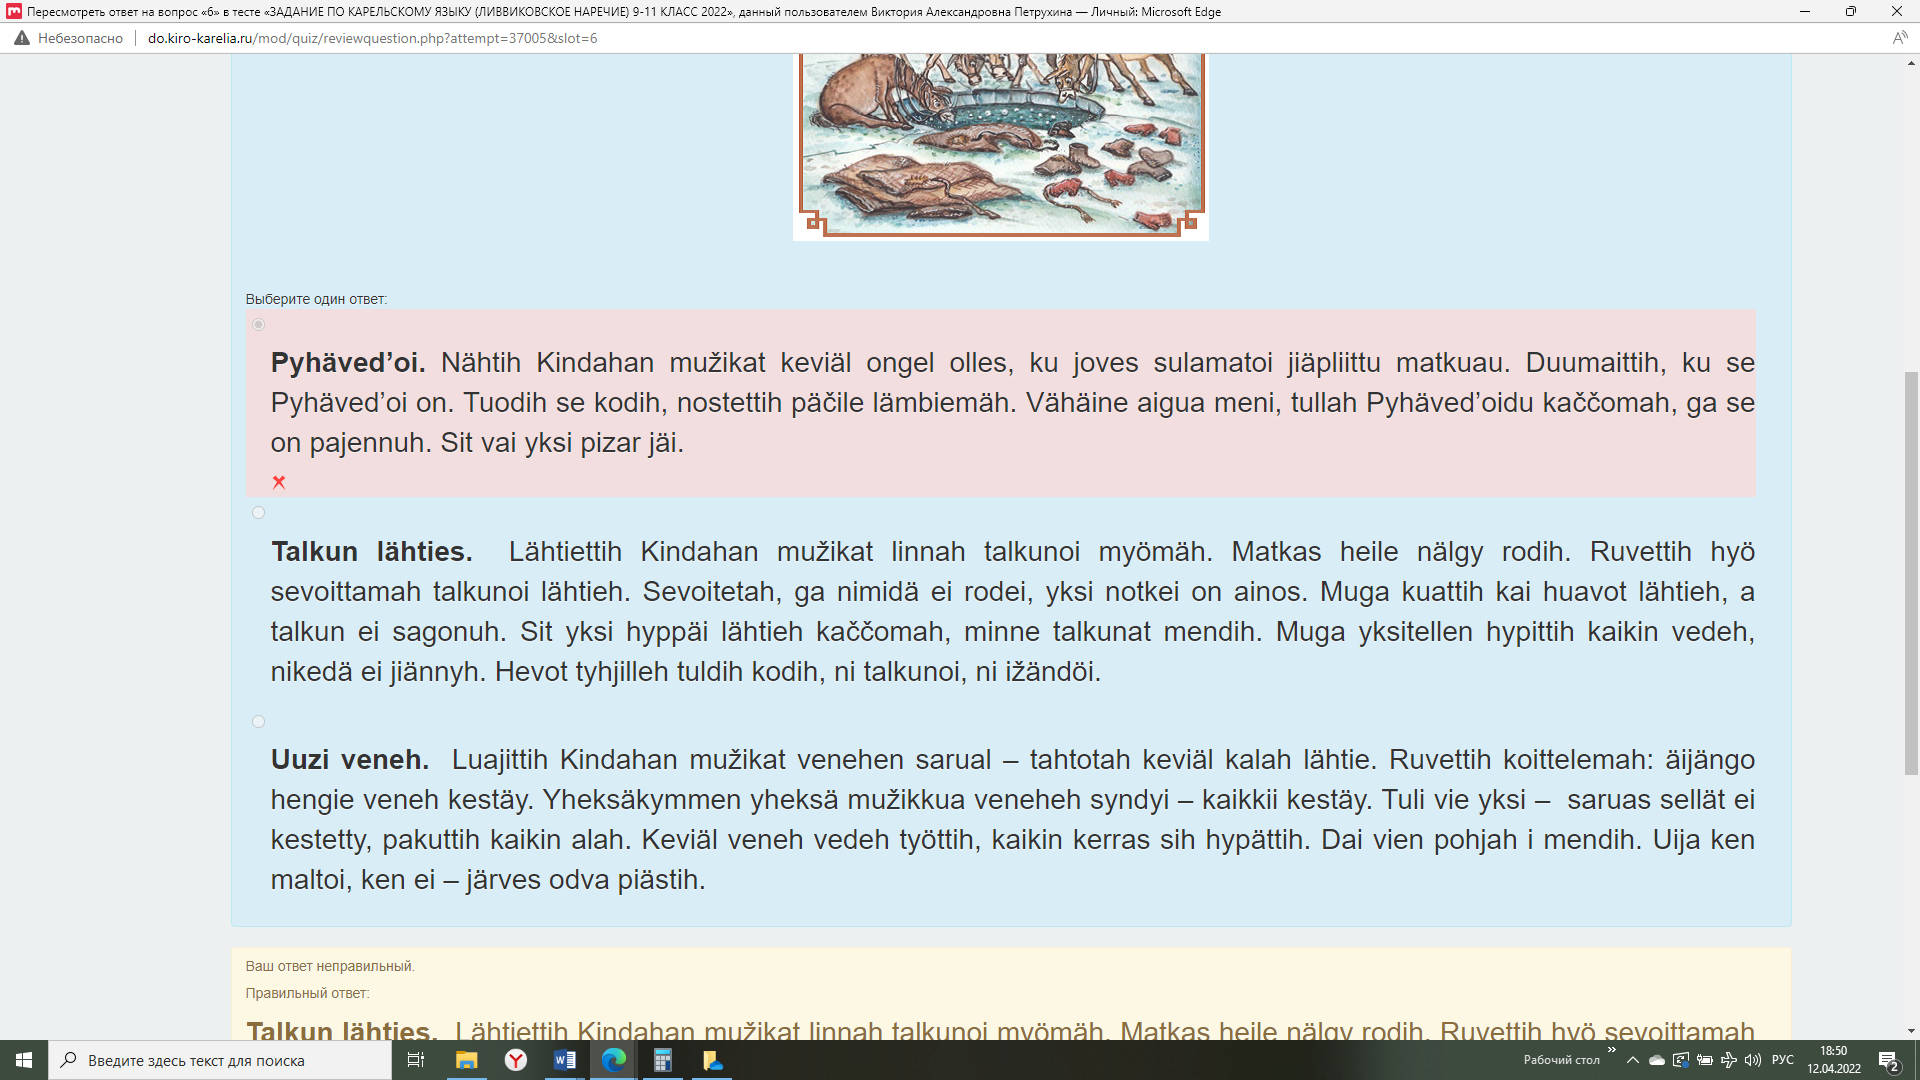 Пересмотреть ответ на вопрос «6» в тесте «ЗАДАНИЕ ПО КАРЕЛЬСКОМУ ЯЗЫКУ (ЛИВВИКОВСКОЕ НАРЕЧИЕ) 9-11 КЛАСС 2022», данный пользователем Виктория Александровна Петрухина — Личный: Microsoft Edge
Небезопасно do.kiro-karelia.ru/mod/quiz/reviewquestion.php?attempt=37005&slot=6
Выберите один ответ:
Pyhäved’oi. Nähtih Kindahan mužikat keviäl ongel olles, ku joves sulamatoi jiäpliittu matkuau. Duumaittih, ku se
Pyhäved’oi on. Tuodih se kodih, nostettih päčile lämbiemäh. Vähäine aigua meni, tullah Pyhäved’oidu kaččomah, ga se
on pajennuh. Sit vai yksi pizar jäi.
Talkun lähties. Lähtiettih Kindahan mužikat linnah talkunoi myömäh. Matkas heile nälgy rodih. Ruvettih hyö
sevoittamah talkunoi lähtieh. Sevoitetah, ga nimidä ei rodei, yksi notkei on ainos. Muga kuattih kai huavot lähtieh, a
talkun ei sagonuh. Sit yksi hyppäi lähtieh kaččomah, minne talkunat mendih. Muga yksitellen hypittih kaikin vedeh,
nikedä ei jiännyh. Hevot tyhjilleh tuldih kodih, ni talkunoi, ni ižändöi.
Uuzi veneh. Luajittih Kindahan mužikat venehen sarual – tahtotah keviäl kalah lähtie. Ruvettih koittelemah: äijängo
hengie veneh kestäy. Yheksäkymmen yheksä mužikkua veneheh syndyi – kaikkii kestäy. Tuli vie yksi – saruas sellät ei
kestetty, pakuttih kaikin alah. Keviäl veneh vedeh työttih, kaikin kerras sih hypättih. Dai vien pohjah i mendih. Uija ken
maltoi, ken ei – järves odva piästih.
Ваш ответ неправильный.
Правильный ответ:
Talkun lähties. Lähtiettih Kindahan mužikat linnah talkunoi myömäh. Matkas heile nälgy rodih. Ruvettih hyö sevoittamah
Введите здесь текст для поиска
Рабочий стол
РУС
18:50
12.04.2022
2